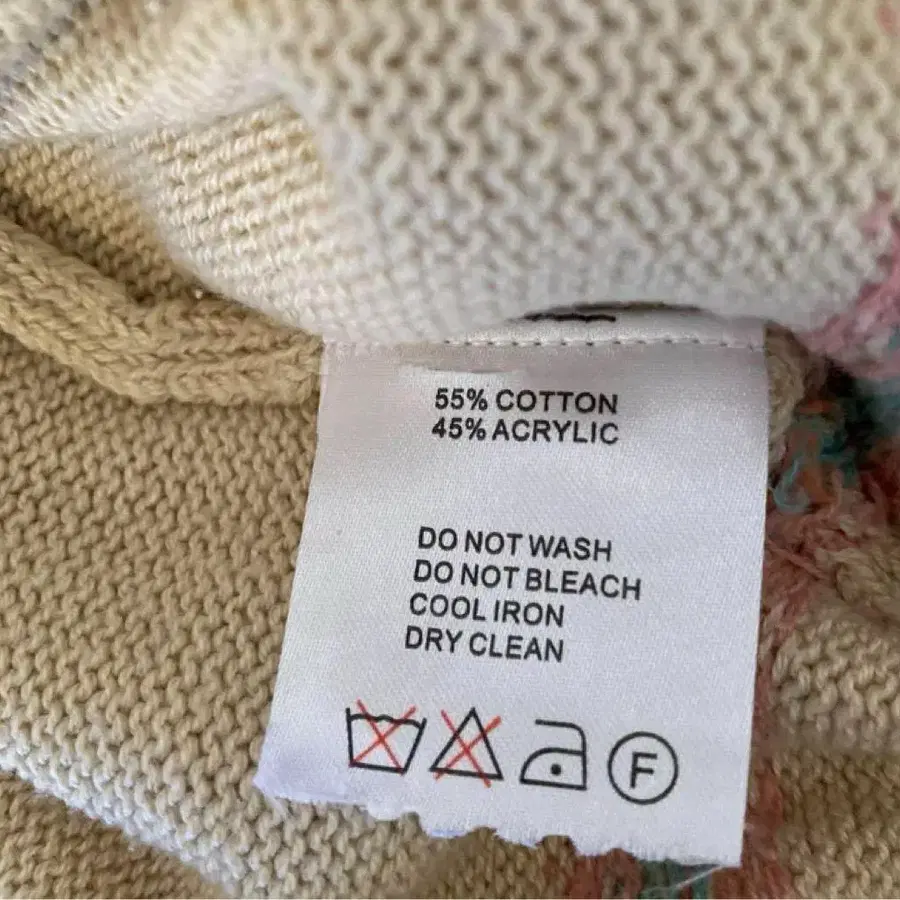 55% COTTON
45% ACRYLIC
DO NOT WASH
DO NOT BLEACH
COOL IRON
DRY CLEAN
F